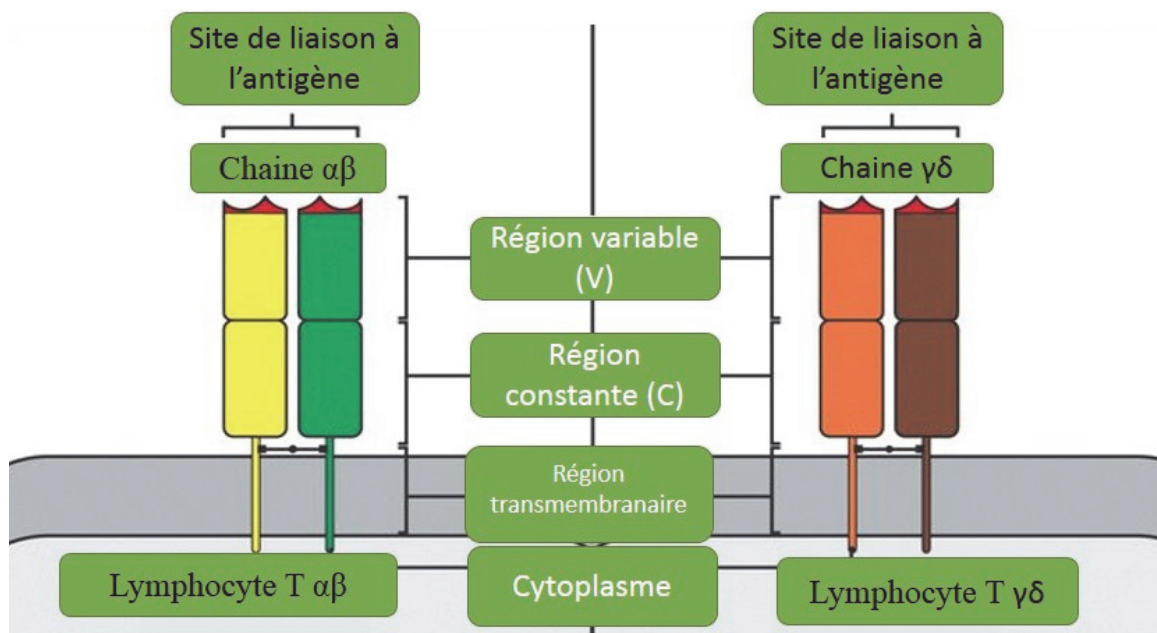 Site de liaison à
l'antigène
Chaine αβ
Site de liaison à
l'antigène
Chaine γδ
Région variable
(V)
Région
constante (C)
Région
transmembranaire
Lymphocyte T αβ
Cytoplasme
Lymphocyte T γδ